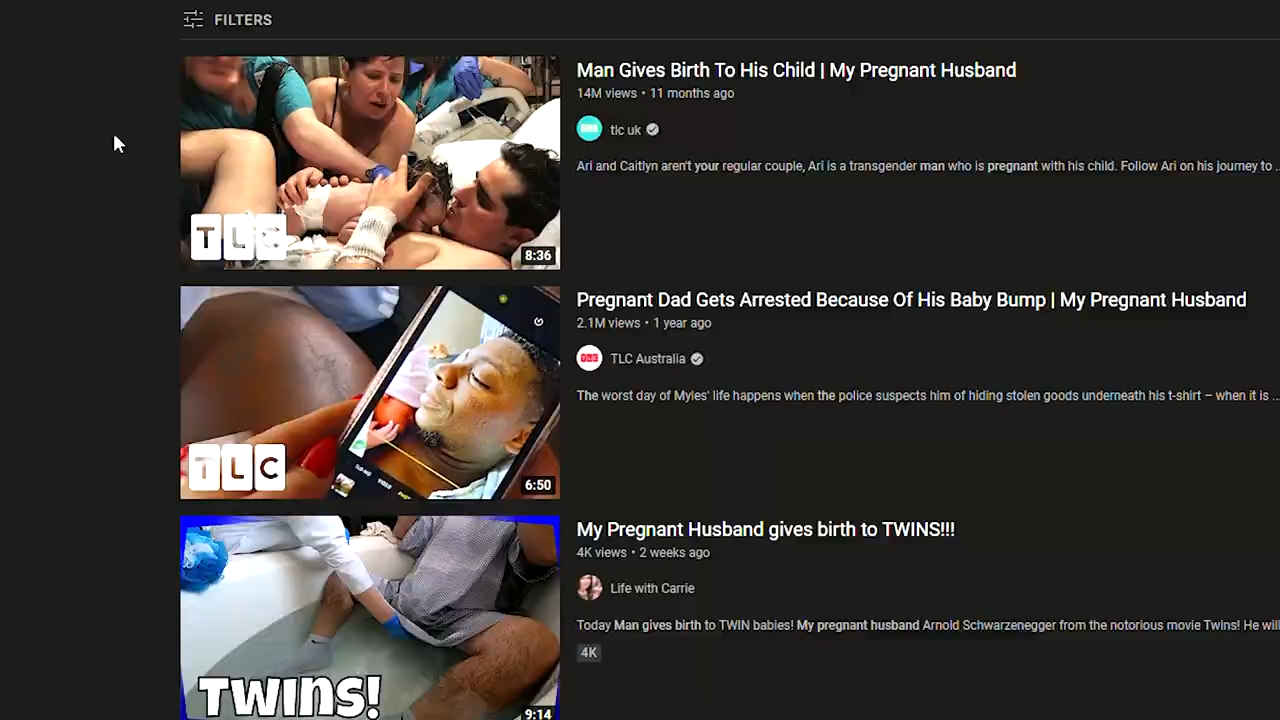 FILTERS
Man Gives Birth To His Child | My Pregnant Husband
14M views • 11 months ago
tlc uk
Ari and Caitlyn aren't your regular couple, Ari is a transgender man who is pregnant with his child. Follow Ari on his journey to ...
TLC
8:36
Pregnant Dad Gets Arrested Because Of His Baby Bump | My Pregnant Husband
2.1M views • 1 year ago
TLC Australia
The worst day of Myles' life happens when the police suspects him of hiding stolen goods underneath his t-shirt – when it is ...
TLC
6:50
My Pregnant Husband gives birth to TWINS!!!
4K views • 2 weeks ago
Life with Carrie
Today Man gives birth to TWIN babies! My pregnant husband Arnold Schwarzenegger from the notorious movie Twins! He will
4K
TWINS!
9:14